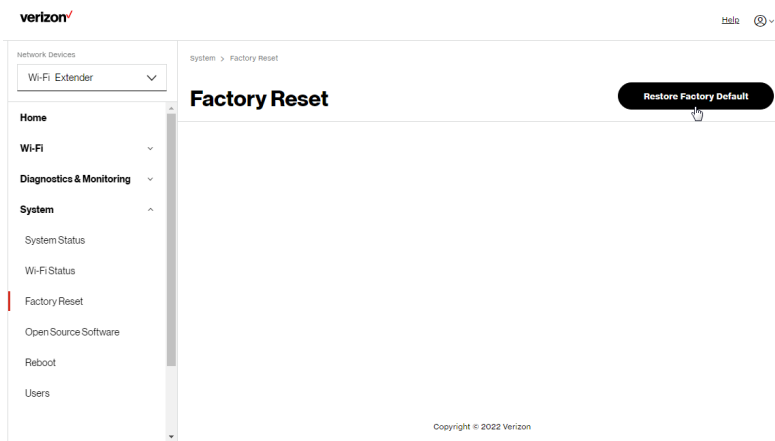 verizon✓
Help
Network Devices
Wi-Fi Extender
System > Factory Reset
Factory Reset
Restore Factory Default
Home
Wi-Fi
Diagnostics & Monitoring
System
System Status
Wi-Fi Status
Factory Reset
Open Source Software
Reboot
Users
Copyright © 2022 Verizon